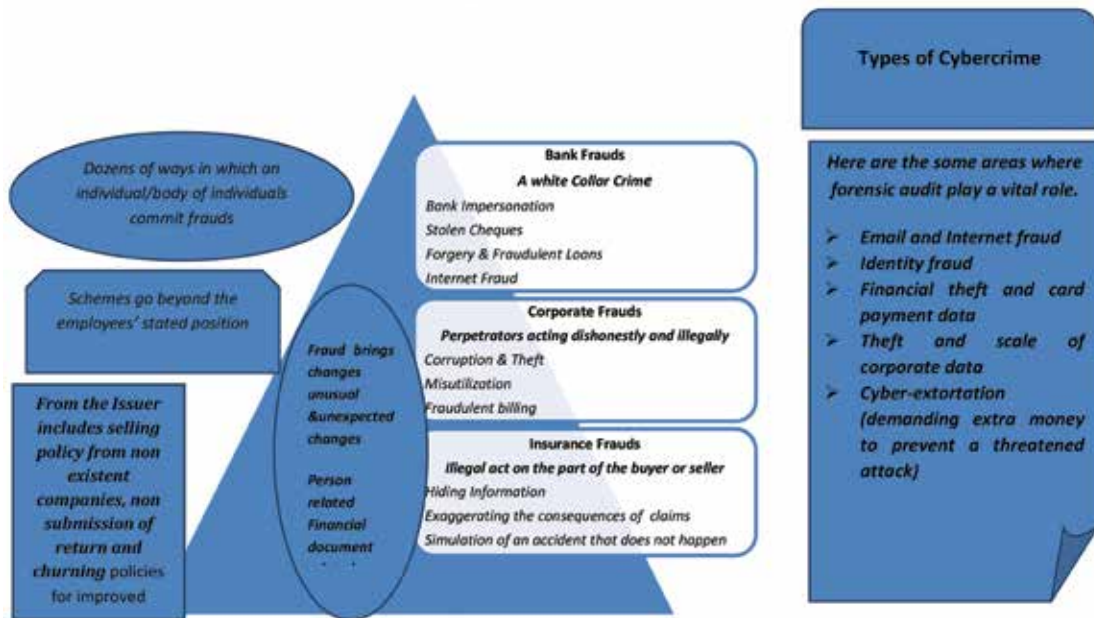 Dozens of ways in which an
individual/body of individuals
commit frauds
Schemes go beyond the
employees' stated position
From the Issuer
includes selling
policy from non
existent
companies, non
submission of
return and
churning policies
for improved
Fraud brings
changes
unusual
&unexpected
changes
Person
related
Financial
document
Bank Frauds
A white Collar Crime
Bank Impersonation
Stolen Cheques
Forgery & Fraudulent Loans
Internet Fraud
Corporate Frauds
Perpetrators acting dishonestly and illegally
Corruption & Theft
Misutilization
Fraudulent billing
Insurance Frauds
Illegal act on the part of the buyer or seller
Hiding Information
Exaggerating the consequences of claims
Simulation of an accident that does not happen
Types of Cybercrime
Here are the some areas where
forensic audit play a vital role.
➤ Email and Internet fraud
➤ Identity fraud
➤ Financial theft and card
payment data
➤ Theft and scale of
corporate data
➤ Cyber-extortation
(demanding extra money
to prevent a threatened
attack)